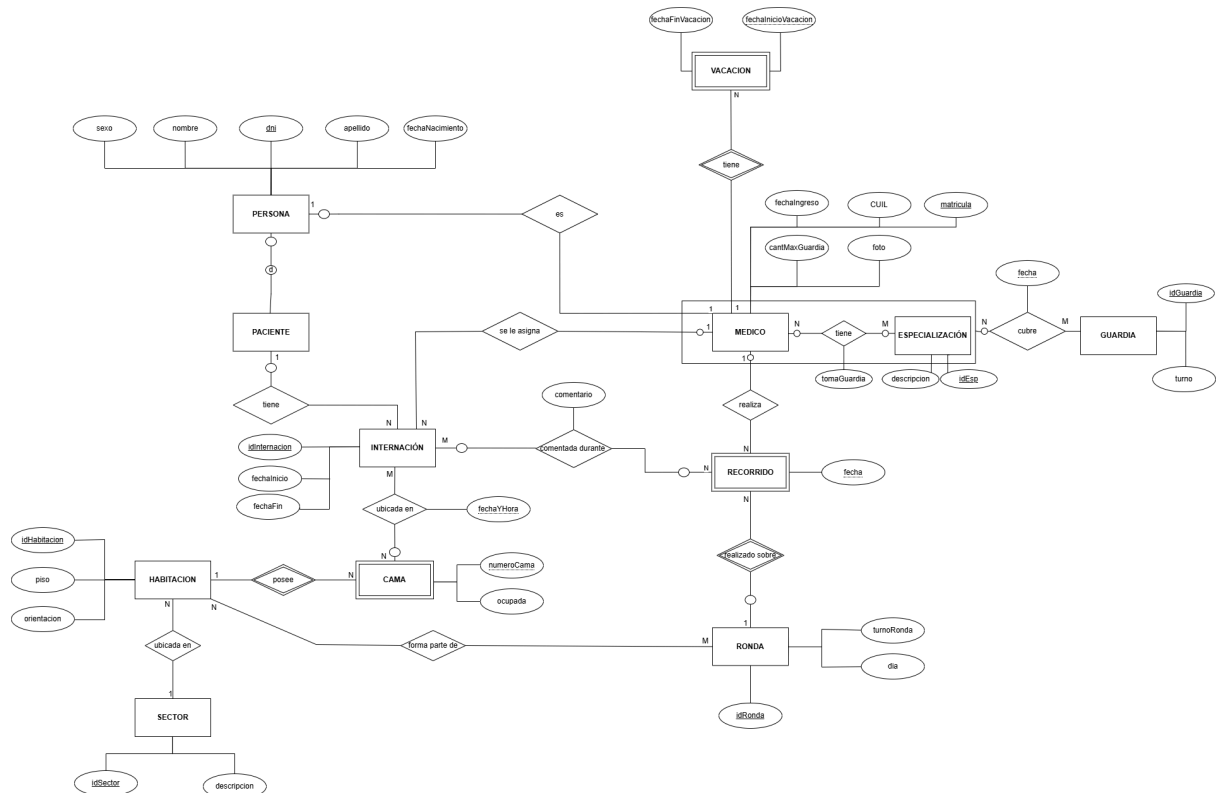 fechaFinVacacion
fechaInicioVacacion
VACACION
N
sexo
nombre
dni
apellido
fechaNacimiento
tiene
PERSONA
1
es
fechaIngreso
CUIL
matricula
cantMaxGuardia
foto
fecha
idGuardia
d
PACIENTE
1
se le asigna
1
1
1
MEDICO
N
tiene
M
ESPECIALIZACIÓN
N
cubre
M
GUARDIA
1
tomaGuardia
descripcion
idEsp
turno
tiene
comentario
realiza
N
N
idInternacion
INTERNACIÓN
M
comentada durante
N
N
RECORRIDO
fecha
fechaInicio
fechaFin
M
N
ubicada en
fechaYHora
idHabitacion
N
realizado sobre
piso
HABITACION
1
posee
N
CAMA
numeroCama
ocupada
orientacion
N
N
1
turnoRonda
ubicada en
forma parte de
M
RONDA
dia
1
SECTOR
idRonda
idSector
descripcion